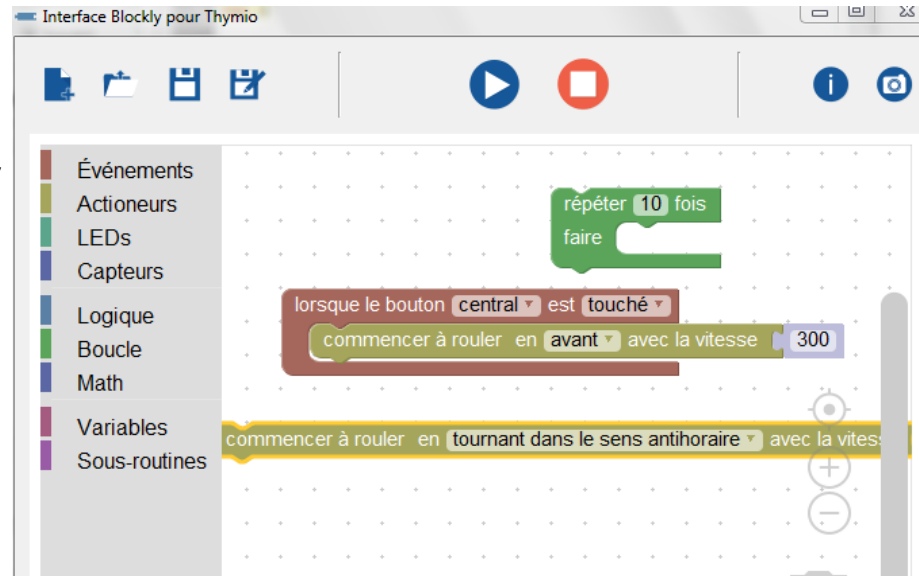 Interface Blockly pour Thymio
Événements
Actioneurs
LEDs
Capteurs
Logique
Boucle
Math
Variables
Sous-routines
répéter 10 fois
faire
lorsque le bouton central est touché
commencer à rouler en avant avec la vitesse 300
commencer à rouler en tournant dans le sens antihoraire avec la vitess